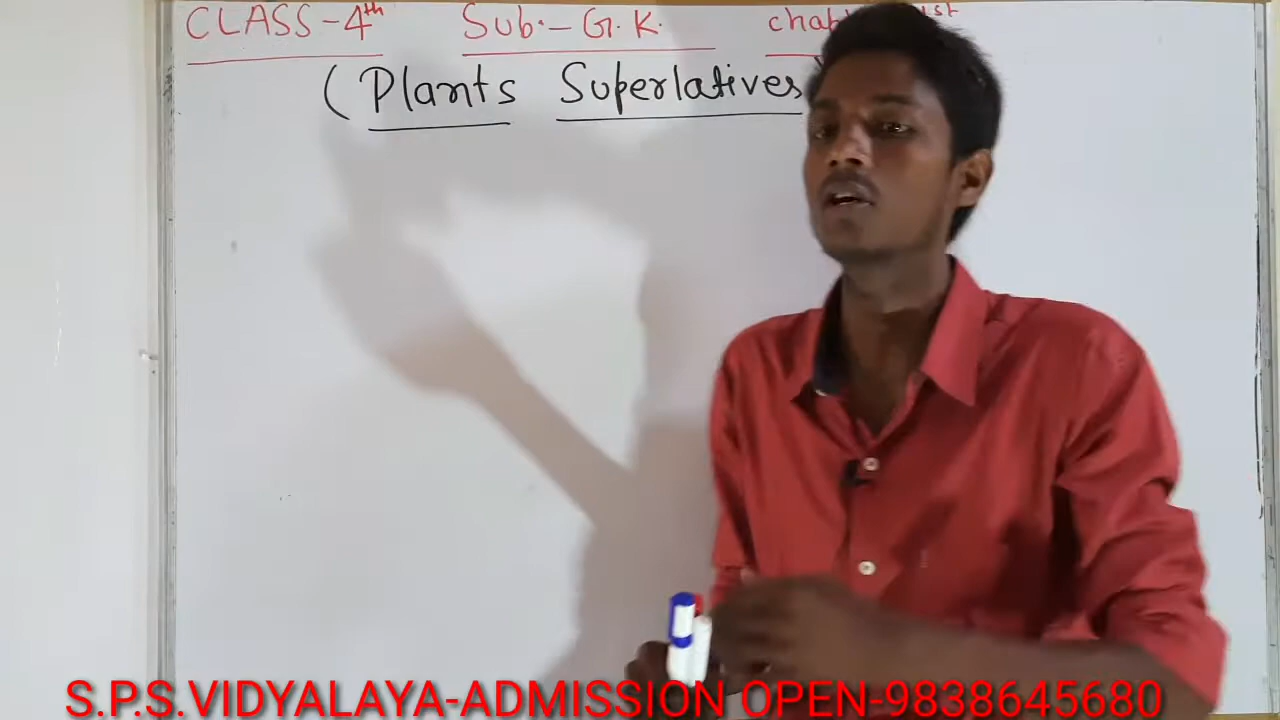 CLASS-4th Sub.- G.K.
(Plants Superlatives
S.P.S.VIDYALAYA-ADMISSION OPEN-9838645680